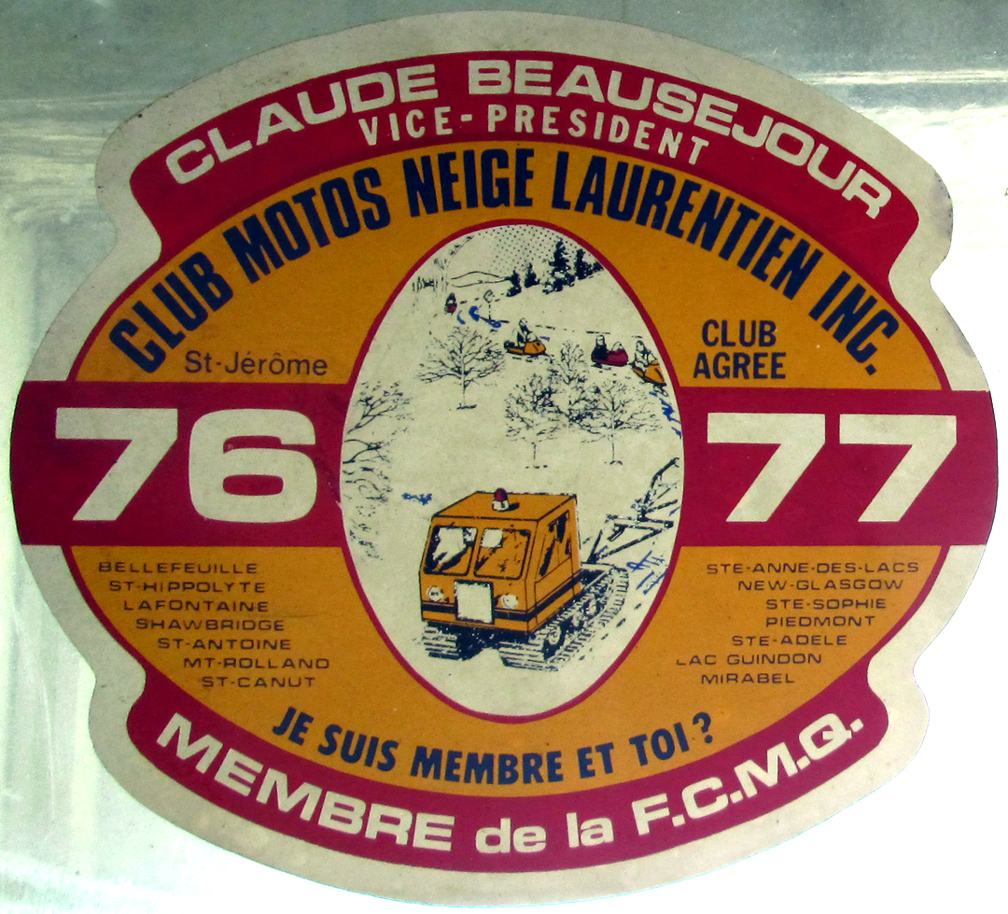 CLAUDE BEAUSEJOUR
VICE-PRESIDENT
CLUB MOTOS NEIGE LAURENTIEN INC.
St-Jérôme
CLUB
AGREE
76
77
BELLEFEUILLE
ST-HIPPOLYTE
LAFONTAINE
SHAWBRIDGE
ST-ANTOINE
MT-ROLLAND
ST-CANUT
STE-ANNE-DES-LACS
NEW-GLASGOW
STE-SOPHIE
PIEDMONT
STE-ADELE
LAC GUINDON
MIRABEL
JE SUIS MEMBRE ET TOI ?
MEMBRE de la F.C.M.Q.